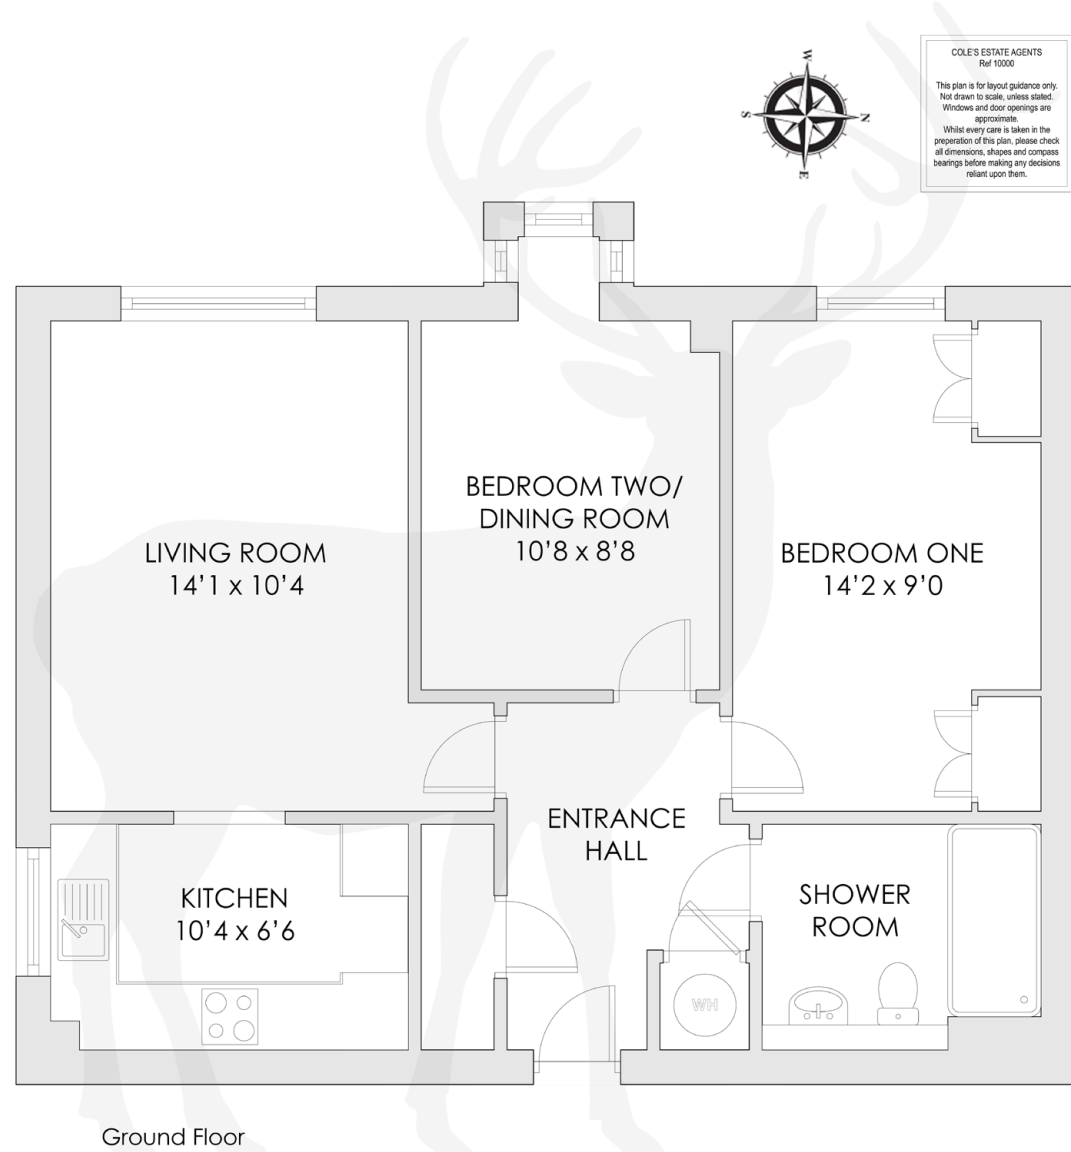 W
S
N
E
COLE'S ESTATE AGENTS
Ref 10000
This plan is for layout guidance only.
Not drawn to scale, unless stated.
Windows and door openings are
approximate.
Whilst every care is taken in the
preperation of this plan, please check
all dimensions, shapes and compass
bearings before making any decisions
reliant upon them.
BEDROOM TWO/
DINING ROOM
10'8 x 8'8
LIVING ROOM
14'1 x 10'4
BEDROOM ONE
14'2 x 9'0
ENTRANCE
HALL
KITCHEN
10'4 x 6'6
SHOWER
ROOM
WH
Ground Floor